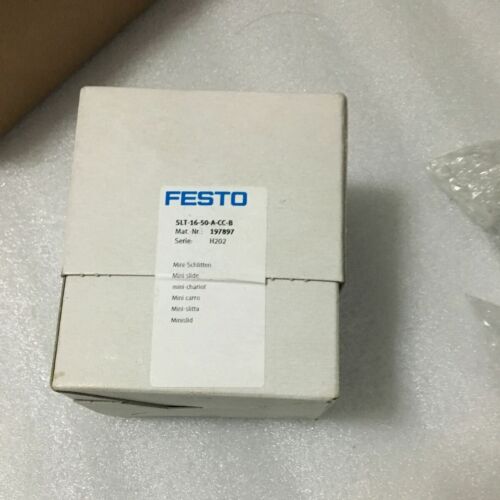 FESTO
SLT-16-50-A-CC-B
Mat. Nr.: 197897
Serie: H202
Mini-Schlitten
Mini slide
mini-chariot
Mini carro
Mini-slitta
Minislid